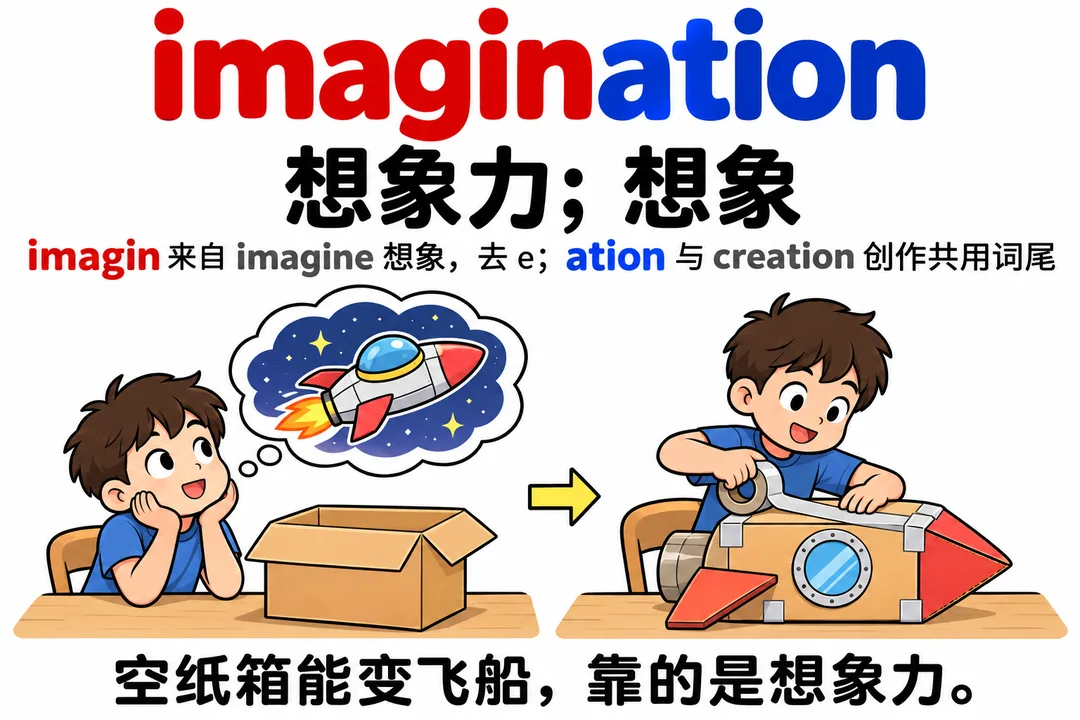 imagination
想象力；想象
imagin 来自 imagine 想象，去 e；ation 与 creation 创作共用词尾
空纸箱能变飞船，靠的是想象力。